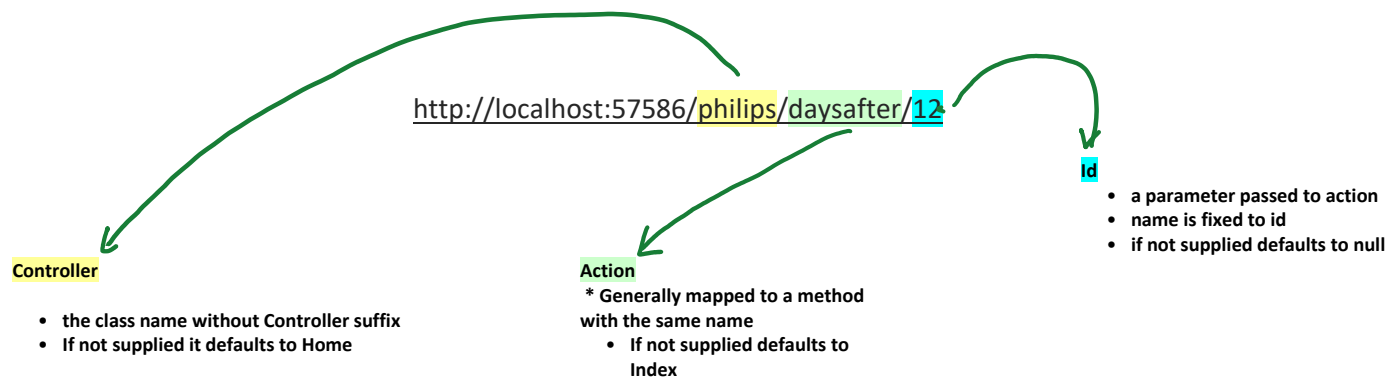 http://localhost:57586/philips/daysafter/12
Id
• a parameter passed to action
• name is fixed to id
• if not supplied defaults to null
Controller
• the class name without Controller suffix
• If not supplied it defaults to Home
Action
* Generally mapped to a method
with the same name
• If not supplied defaults to
Index